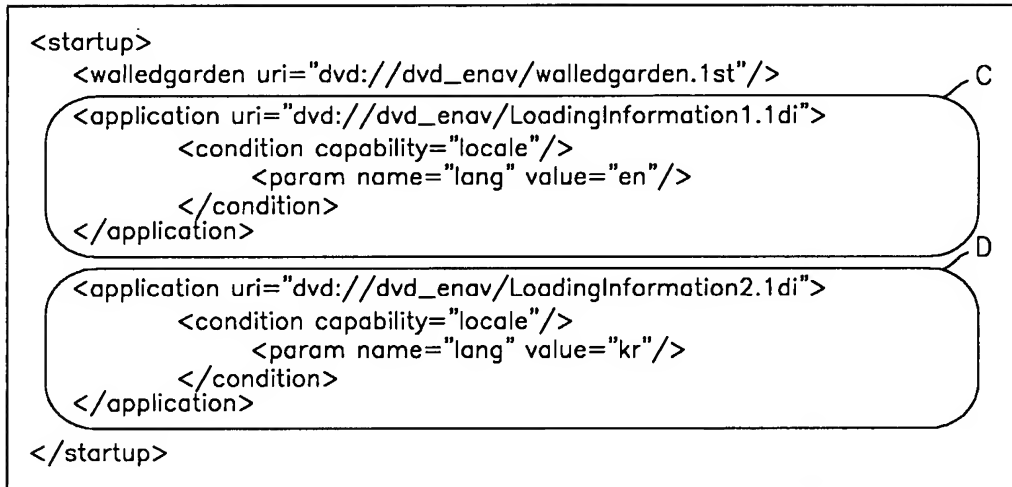 <startup>
<walledgarden uri="dvd://dvd_enav/walledgarden.1st"/>
C
<application uri="dvd://dvd_enav/LoadingInformation1.1di">
<condition capability="locale"/>
<param name="lang" value="en"/>
</condition>
</application>
D
<application uri="dvd://dvd_enav/LoadingInformation2.1di">
<condition capability="locale"/>
<param name="lang" value="kr"/>
</condition>
</application>
</startup>